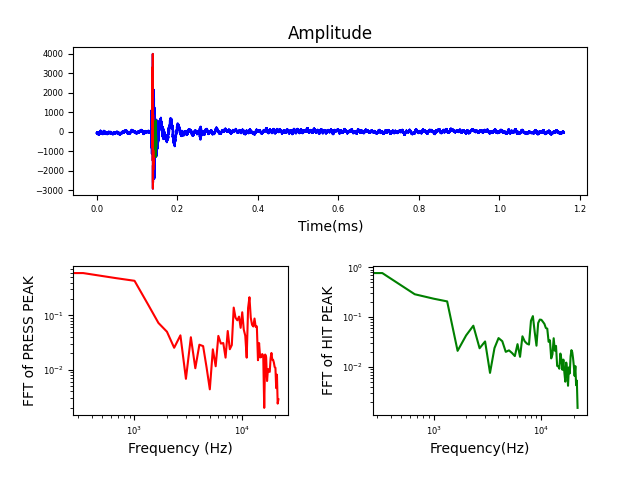 Amplitude
4000
3000
2000
1000
0
−1000
−2000
−3000
0.0 0.2 0.4 0.6 0.8 1.0 1.2
Time(ms)
FFT of PRESS PEAK
10⁻¹
10⁻²
10³ 10⁴
Frequency (Hz)
FFT of HIT PEAK
10⁰
10⁻¹
10⁻²
10³ 10⁴
Frequency(Hz)